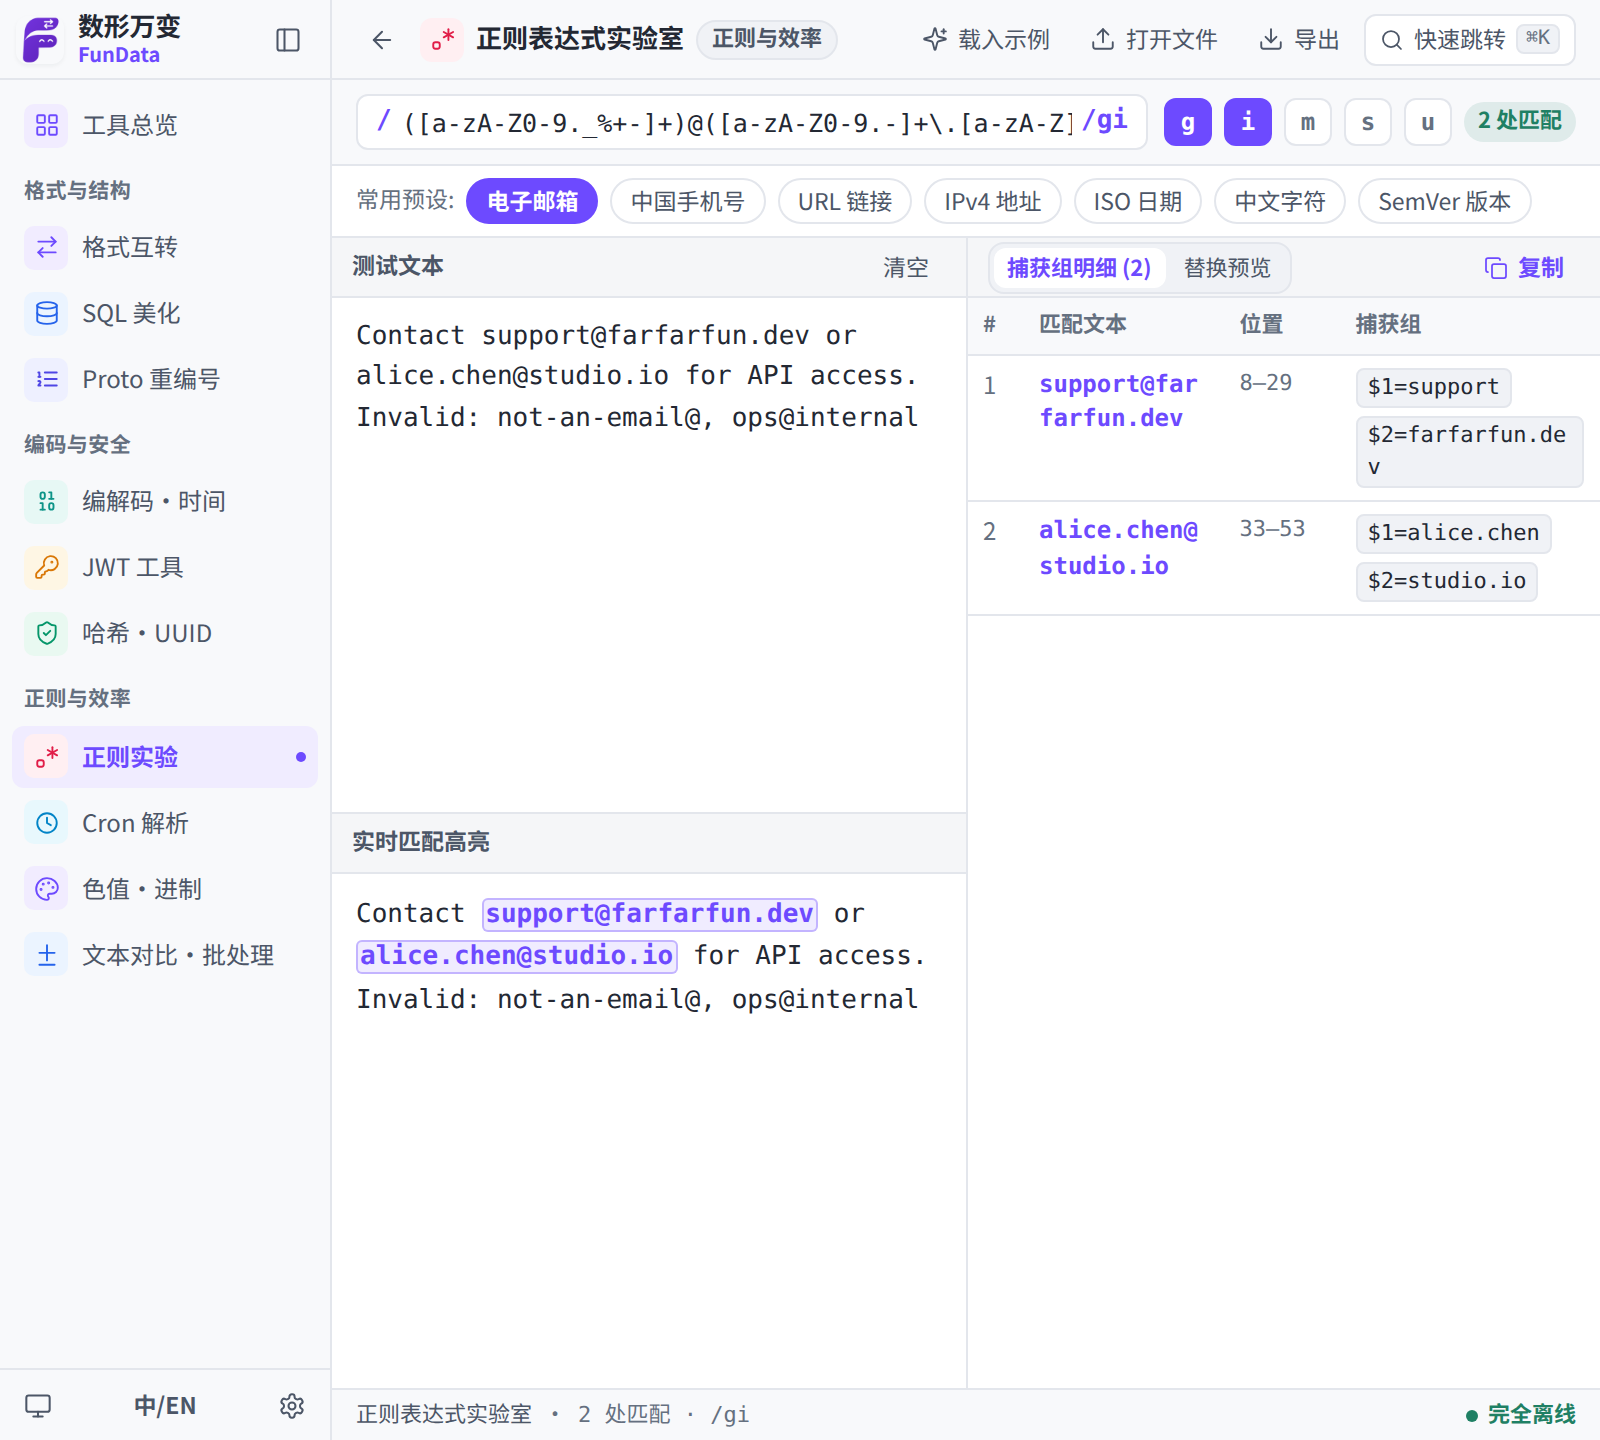 数形万变
FunData
工具总览
格式与结构
格式互转
SQL 美化
Proto 重编号
编码与安全
编解码・时间
JWT 工具
哈希・UUID
正则与效率
正则实验
Cron 解析
色值・进制
文本对比・批处理
中/EN
正则表达式实验室 正则与效率 载入示例 打开文件 导出 快速跳转 ⌘K
/ ([a-zA-Z0-9._%+-]+)@([a-zA-Z0-9.-]+\.[a-zA-Z] /gi g i m s u 2 处匹配
常用预设: 电子邮箱 中国手机号 URL 链接 IPv4 地址 ISO 日期 中文字符 SemVer 版本
测试文本 清空
Contact support@farfarfun.dev or
alice.chen@studio.io for API access.
Invalid: not-an-email@, ops@internal
实时匹配高亮
Contact support@farfarfun.dev or
alice.chen@studio.io for API access.
Invalid: not-an-email@, ops@internal
捕获组明细 (2) 替换预览 复制
# 匹配文本 位置 捕获组
1 support@far 8–29 $1=support
farfarfun.dev $2=farfarfun.de
v
2 alice.chen@ 33–53 $1=alice.chen
studio.io $2=studio.io
正则表达式实验室 • 2 处匹配 · /gi 完全离线